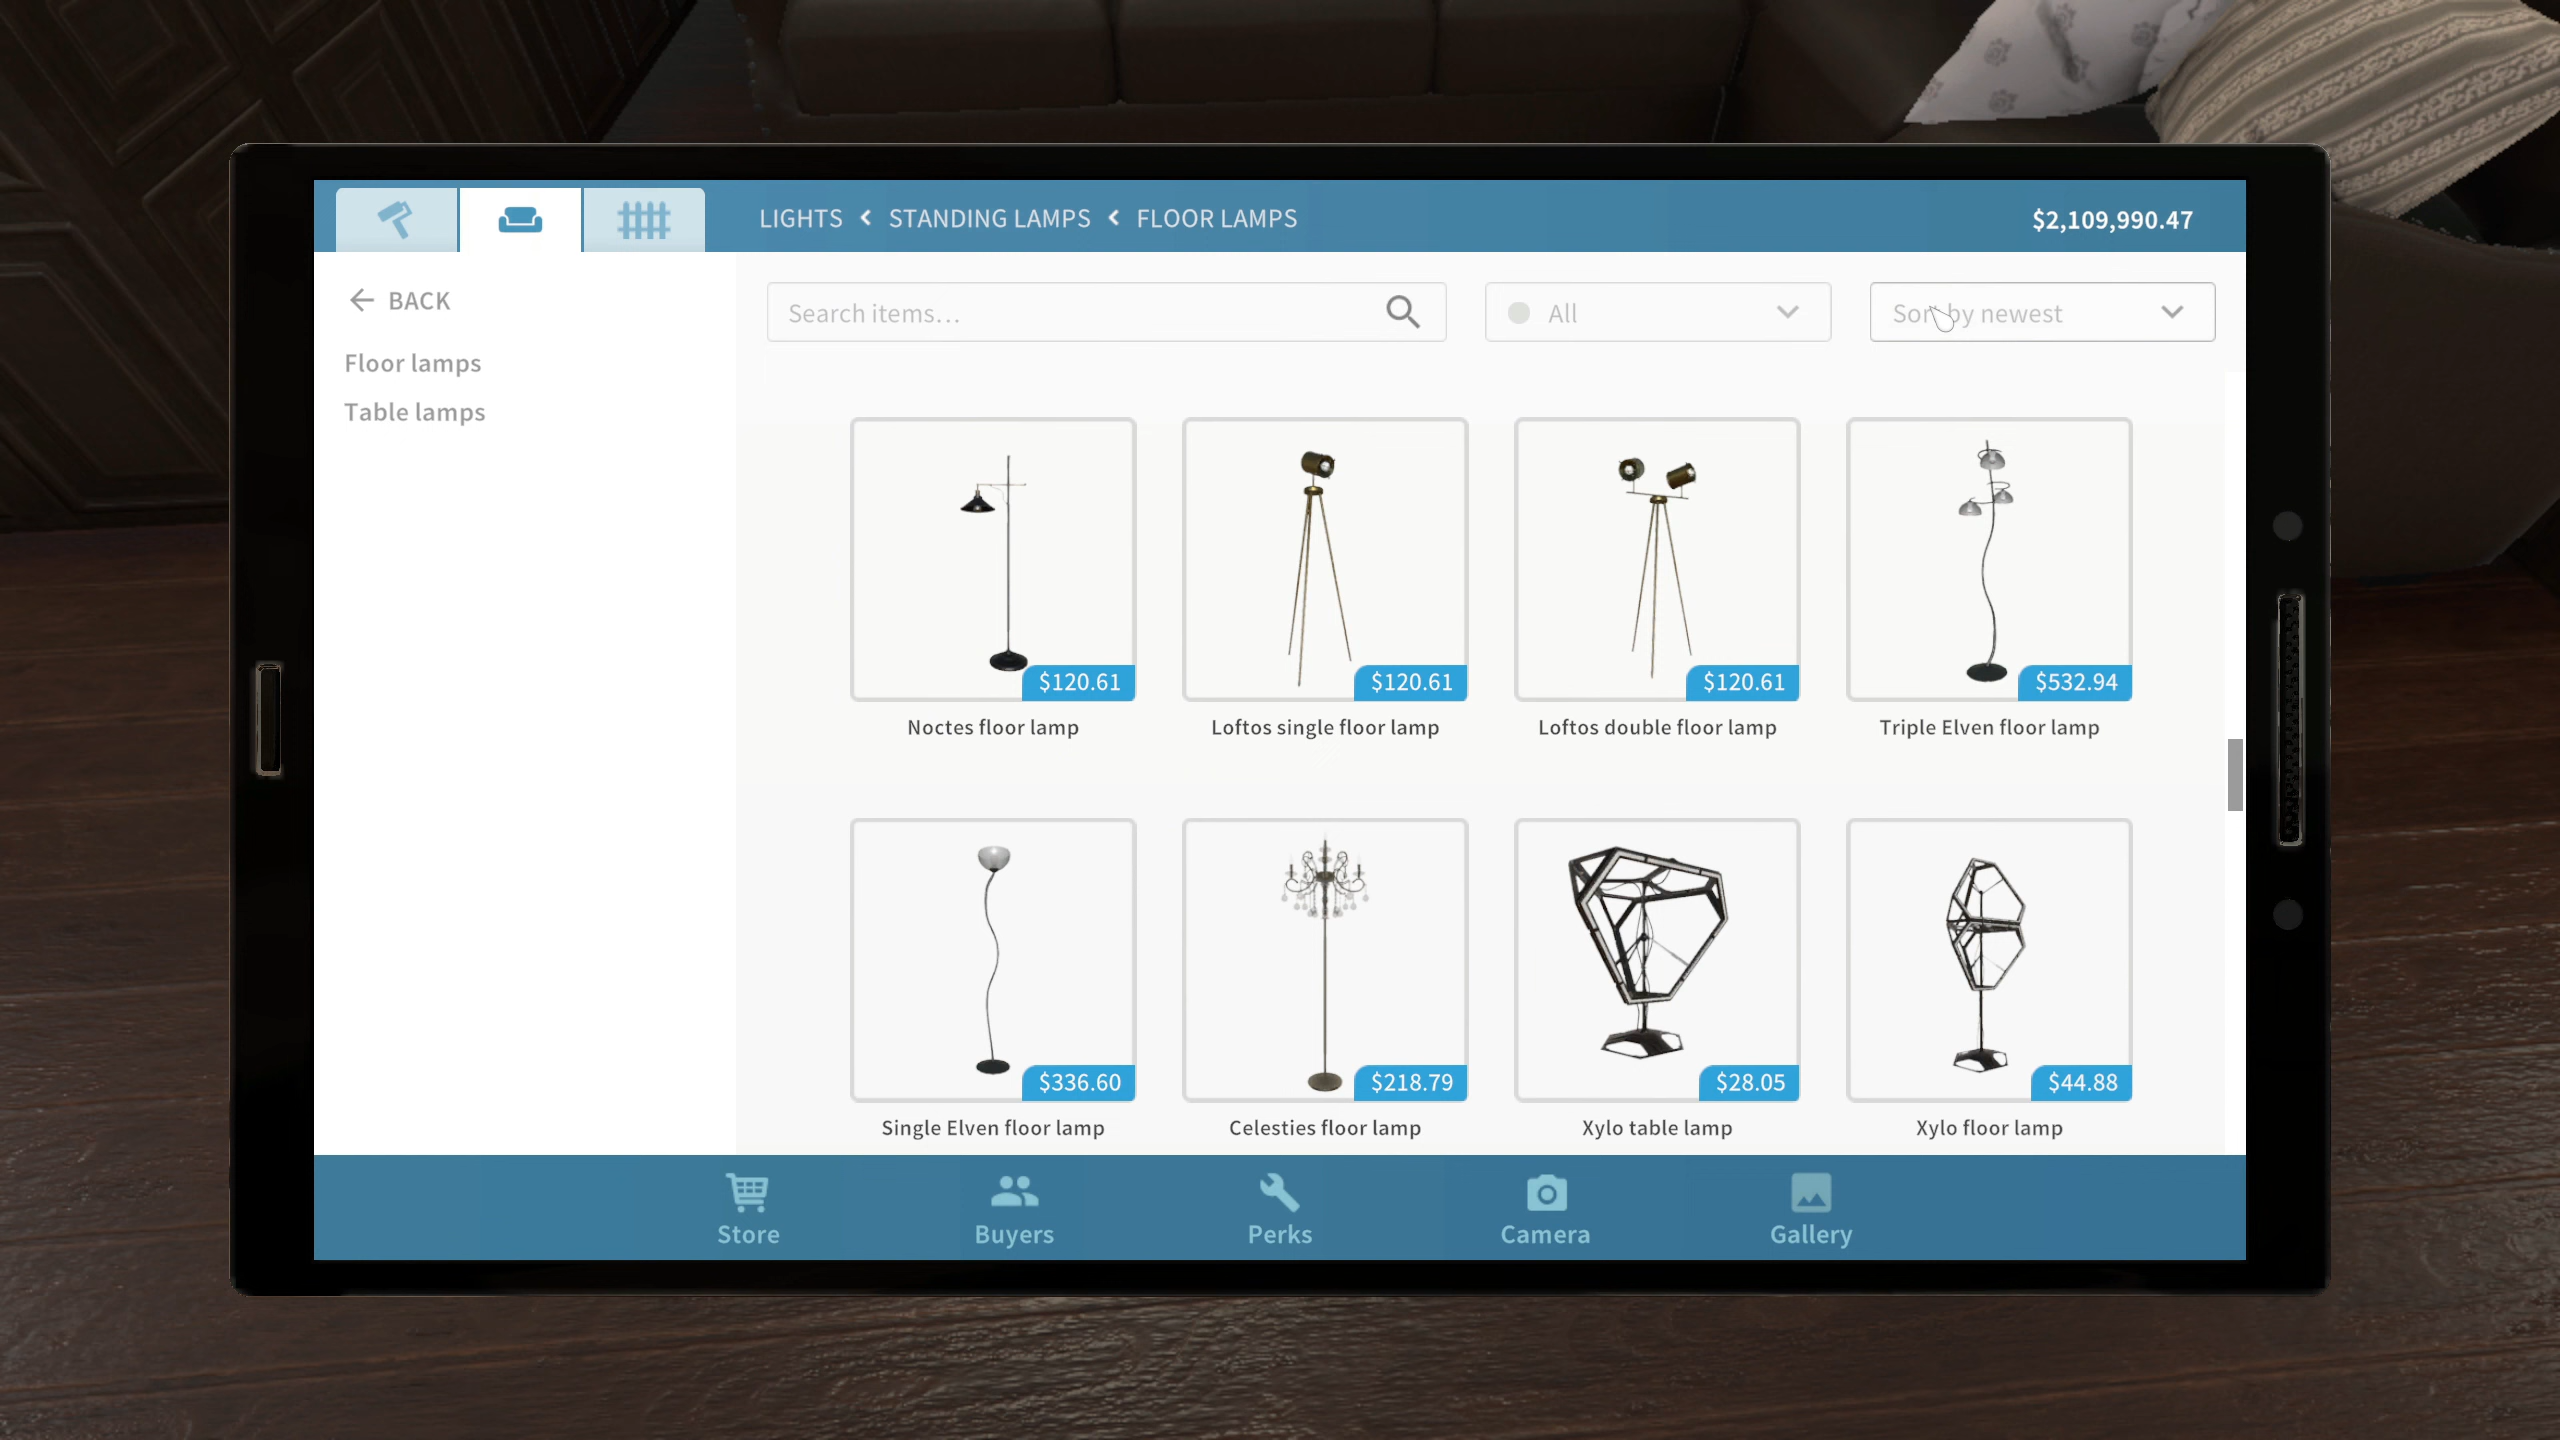 LIGHTS < STANDING LAMPS < FLOOR LAMPS
$2,109,990.47
BACK
Floor lamps
Table lamps
Search items...
All
Sort by newest
$120.61
$120.61
$120.61
$532.94
Noctes floor lamp
Loftos single floor lamp
Loftos double floor lamp
Triple Elven floor lamp
$336.60
$218.79
$28.05
$44.88
Single Elven floor lamp
Celesties floor lamp
Xylo table lamp
Xylo floor lamp
Store
Buyers
Perks
Camera
Gallery